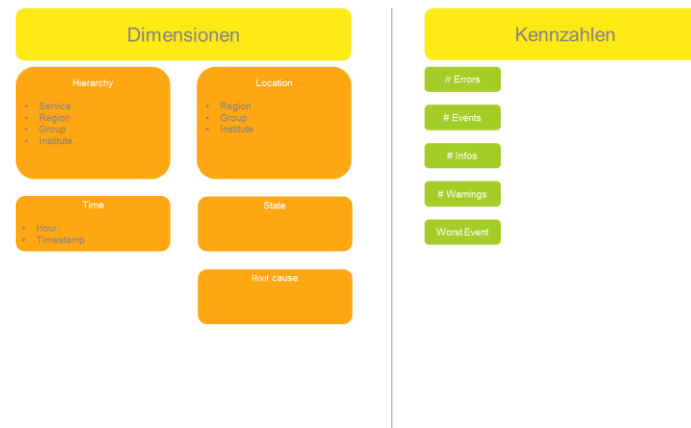 Dimensionen
Hierarchy
• Service
• Region
• Group
• Institute
Location
• Region
• Group
• Institute
Time
• Hour
• Timestamp
State
Root cause
Kennzahlen
# Errors
# Events
# Infos
# Warnings
Worst Event